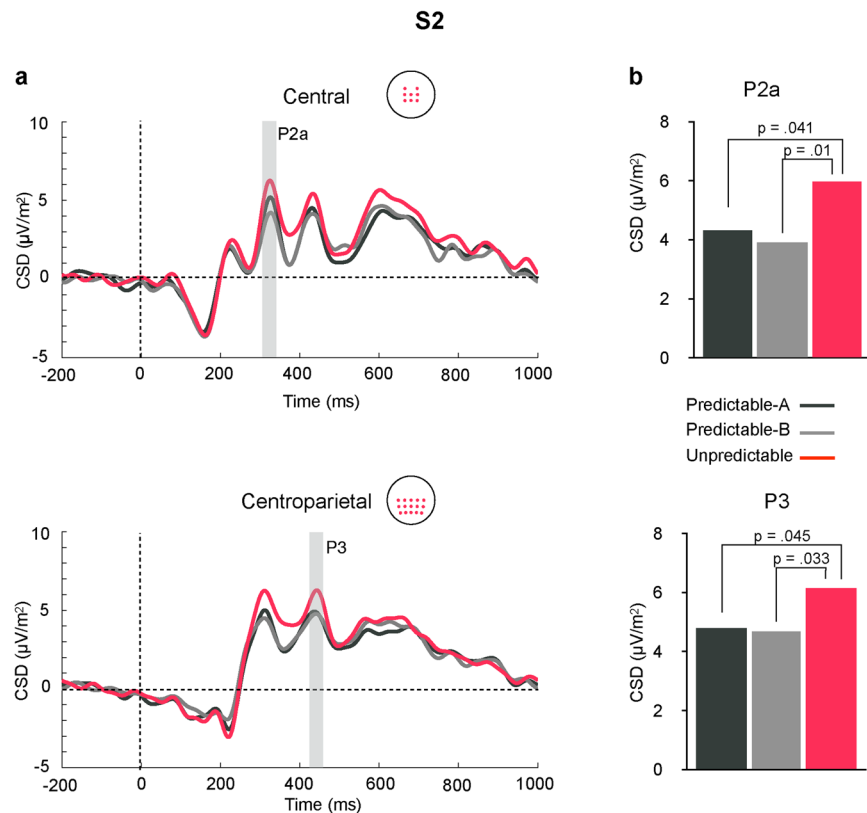 S2
a
Central
10
5
0
-5
CSD (µV/m²)
P2a
-200 0 200 400 600 800 1000
Time (ms)
b
P2a
8
6
4
2
0
CSD (µV/m²)
p = .041
p = .01
Predictable-A
Predictable-B
Unpredictable
Centroparietal
10
5
0
-5
CSD (µV/m²)
P3
-200 0 200 400 600 800 1000
Time (ms)
P3
8
6
4
2
0
CSD (µV/m²)
p = .045
p = .033